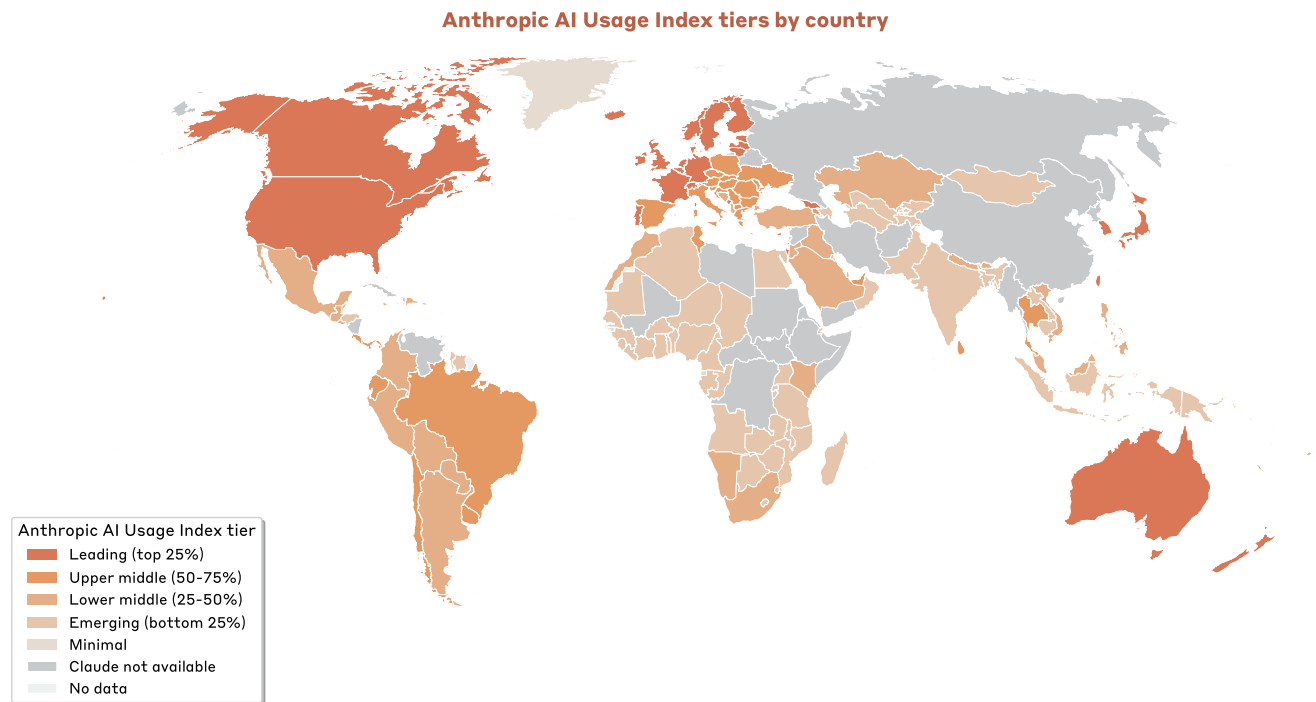 Anthropic AI Usage Index tiers by country
Anthropic AI Usage Index tier
Leading (top 25%)
Upper middle (50-75%)
Lower middle (25-50%)
Emerging (bottom 25%)
Minimal
Claude not available
No data